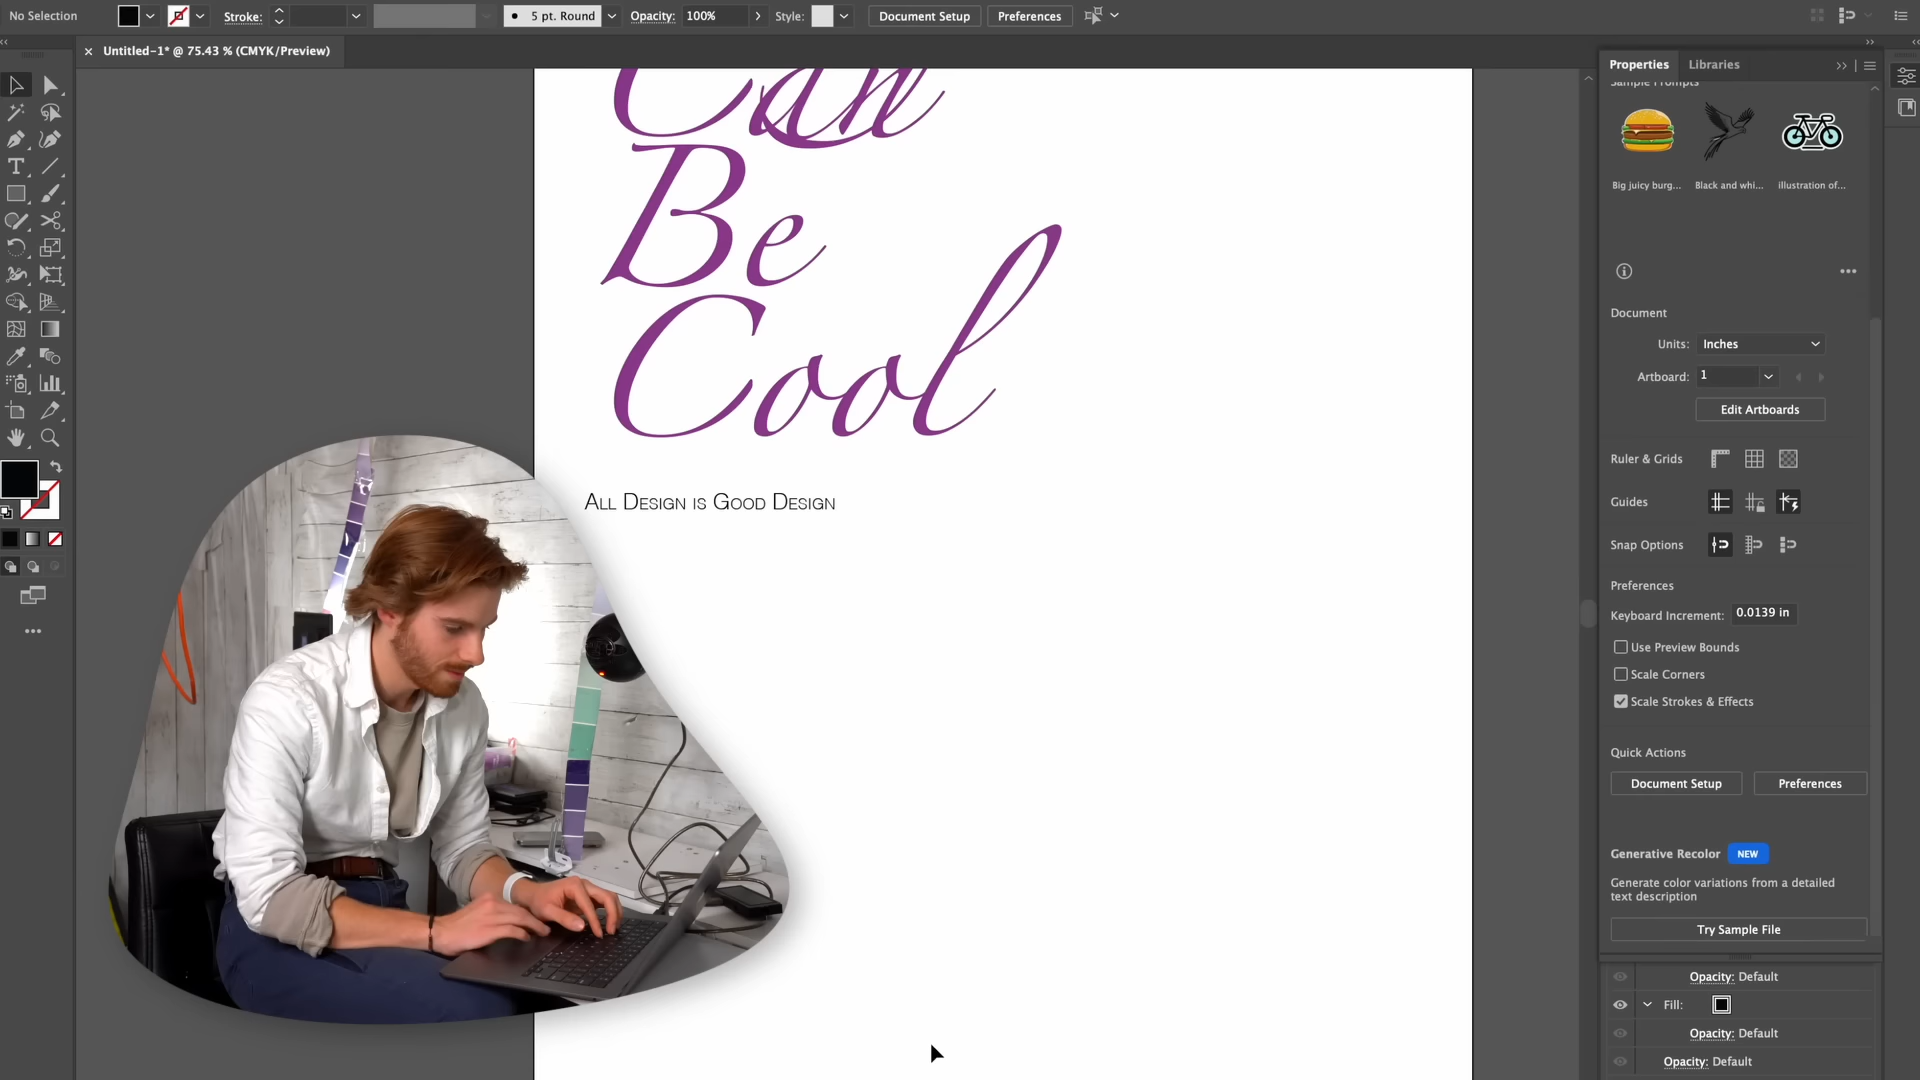 No Selection
Stroke:
5 pt. Round
Opacity: 100%
Style:
Document Setup
Preferences
Untitled-1* @ 75.43 % (CMYK/Preview)
Properties
Libraries
Sample Prompts
Big juicy burg...
Black and whi...
illustration of...
Can
Be
Cool
All Design is Good Design
Document
Units: Inches
Artboard: 1
Edit Artboards
Ruler & Grids
Guides
Snap Options
Preferences
Keyboard Increment: 0.0139 in
Use Preview Bounds
Scale Corners
Scale Strokes & Effects
Quick Actions
Document Setup
Preferences
Generative Recolor NEW
Generate color variations from a detailed
text description
Try Sample File
Opacity: Default
Fill:
Opacity: Default
Opacity: Default